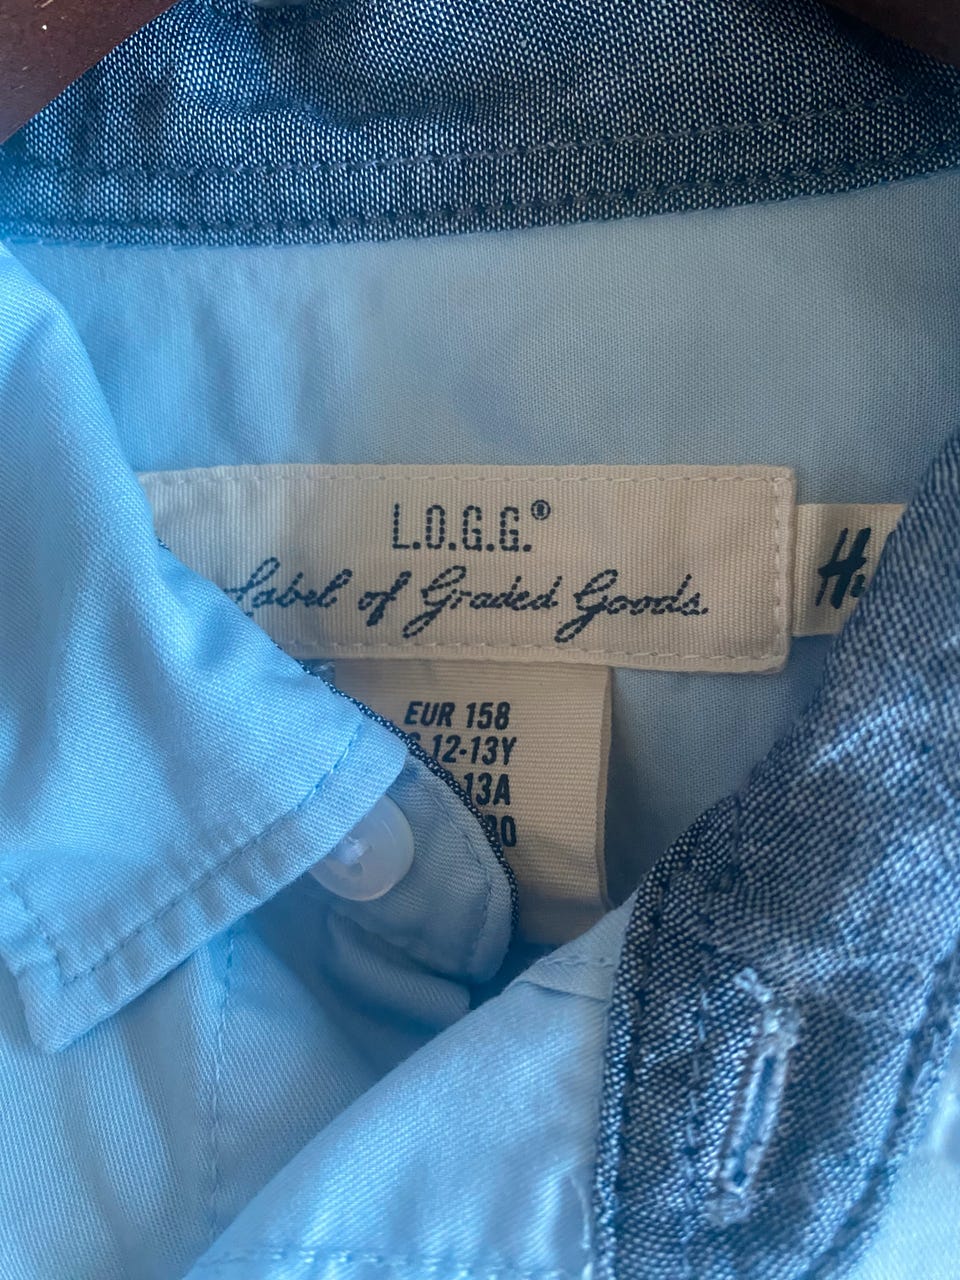 L.O.G.G.®
Label of Graded Goods.
EUR 158
12-13Y
13A